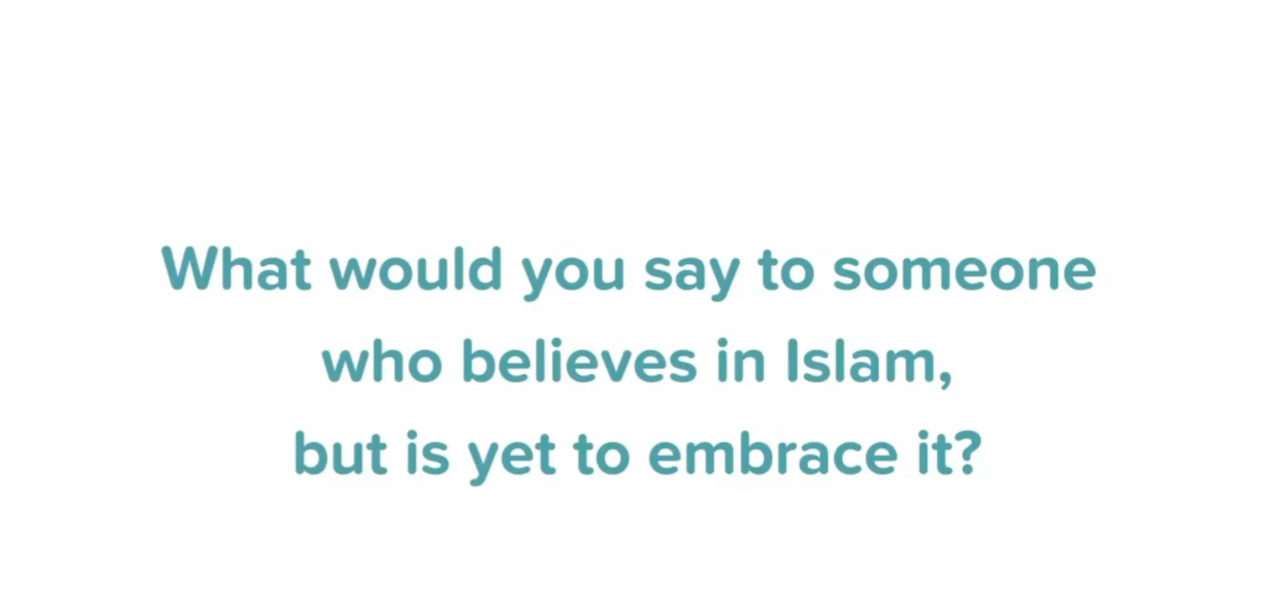 What would you say to someone
who believes in Islam,
but is yet to embrace it?